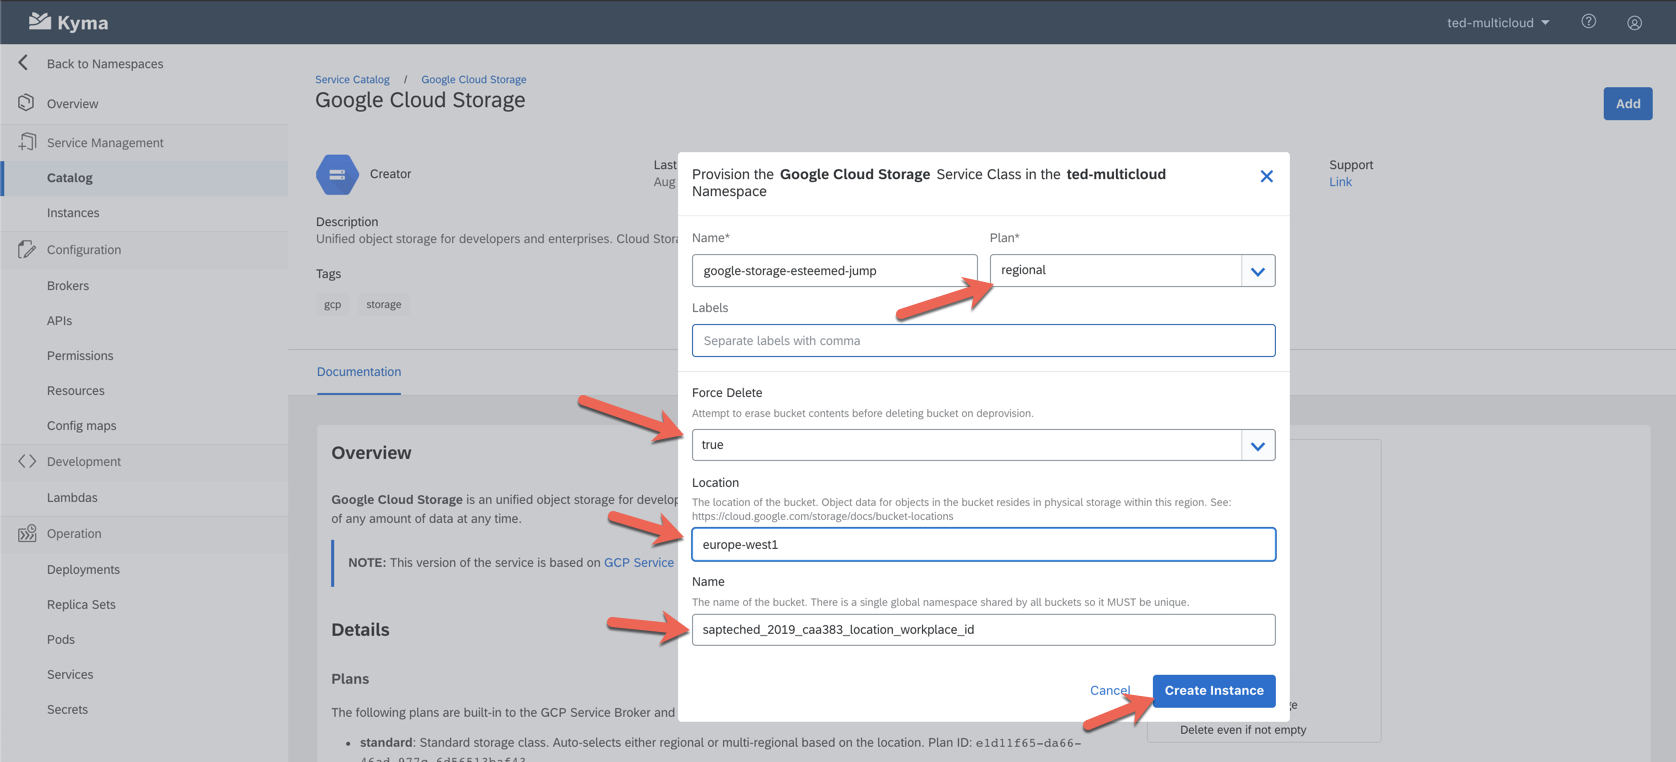 Kyma
ted-multicloud
Back to Namespaces
Overview
Service Management
Catalog
Instances
Configuration
Brokers
APIs
Permissions
Resources
Config maps
Development
Lambdas
Operation
Deployments
Replica Sets
Pods
Services
Secrets
Service Catalog / Google Cloud Storage
Google Cloud Storage
Add
Creator
Last
Aug
Support
Link
Description
Unified object storage for developers and enterprises. Cloud
Tags
gcp storage
Documentation
Overview
Google Cloud Storage is an unified object storage for
of any amount of data at any time.
NOTE: This version of the service is based on GCP Service
Details
Plans
The following plans are built-in to the GCP Service Broker and
• standard: Standard storage class. Auto-selects either regional or multi-regional based on the location. Plan ID: e1d11f65-da66-
Provision the Google Cloud Storage Service Class in the ted-multicloud
Namespace
Name* Plan*
google-storage-esteemed-jump regional
Labels
Separate labels with comma
Force Delete
Attempt to erase bucket contents before deleting bucket on deprovision.
true
Location
The location of the bucket. Object data for objects in the bucket resides in physical storage within this region. See:
https://cloud.google.com/storage/docs/bucket-locations
europe-west1
Name
The name of the bucket. There is a single global namespace shared by all buckets so it MUST be unique.
sapteched_2019_caa383_location_workplace_id
Cancel Create Instance
Delete even if not empty